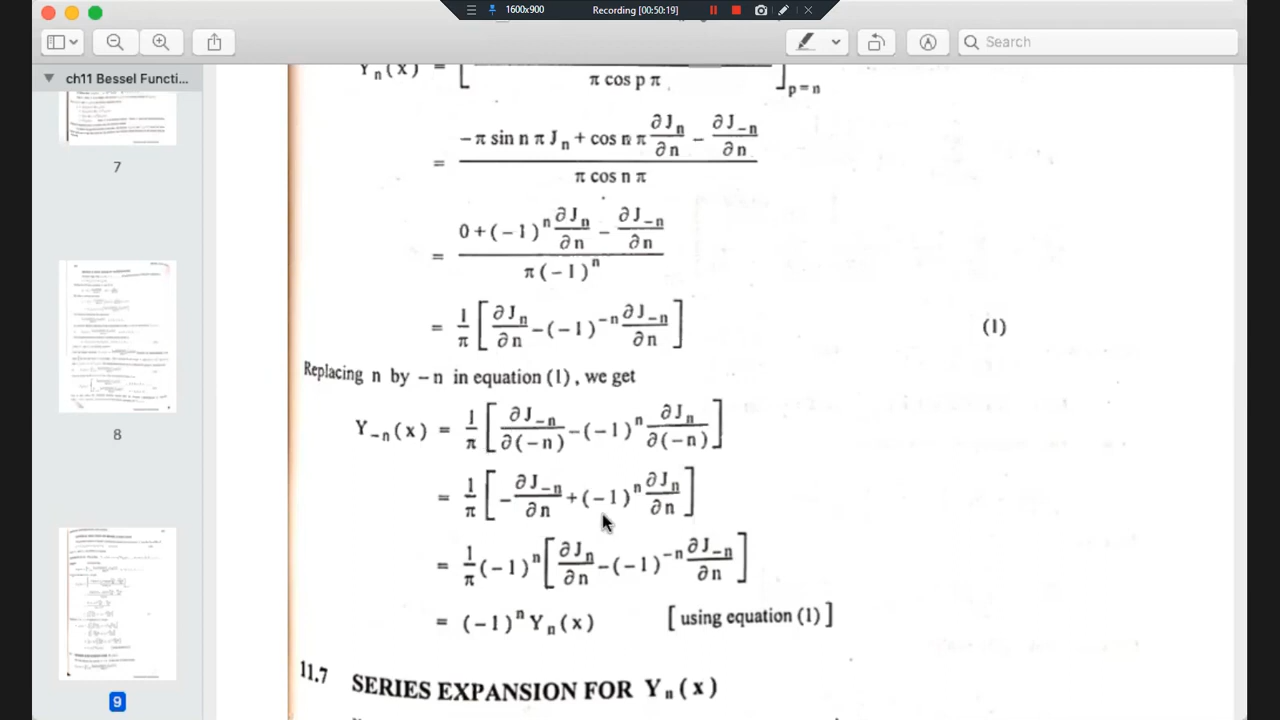 1600x900 Recording [00:50:19]
Search
ch11 Bessel Functi...
7
8
9
Y_n(x) = [ π cos p π ]_{p=n}
= (-π sin n π J_n + cos n π ∂J_n/∂n - ∂J_{-n}/∂n) / (π cos n π)
= (0 + (-1)^n ∂J_n/∂n - ∂J_{-n}/∂n) / (π (-1)^n)
= 1/π [ ∂J_n/∂n - (-1)^{-n} ∂J_{-n}/∂n ] (1)
Replacing n by -n in equation (1), we get
Y_{-n}(x) = 1/π [ ∂J_{-n}/∂(-n) - (-1)^n ∂J_n/∂(-n) ]
= 1/π [ -∂J_{-n}/∂n + (-1)^n ∂J_n/∂n ]
= 1/π (-1)^n [ ∂J_n/∂n - (-1)^{-n} ∂J_{-n}/∂n ]
= (-1)^n Y_n(x) [using equation (1)]
11.7 SERIES EXPANSION FOR Y_n(x)